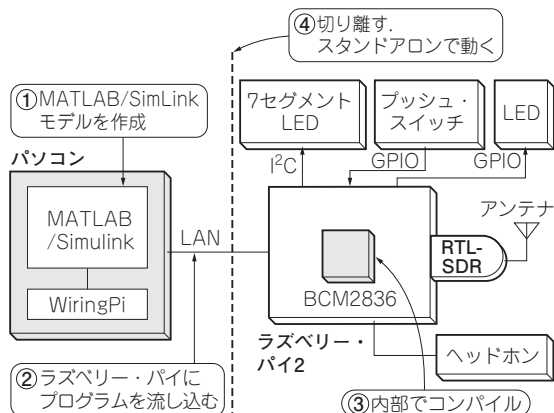 ④切り離す.
スタンドアロンで動く
①MATLAB/SimLink
モデルを作成
7セグメント
LED
プッシュ・
スイッチ
LED
パソコン
I²C
GPIO
GPIO
MATLAB
/Simulink
LAN
アンテナ
RTL-
SDR
BCM2836
WiringPi
ラズベリー・
パイ2
ヘッドホン
②ラズベリー・パイに
プログラムを流し込む
③内部でコンパイル